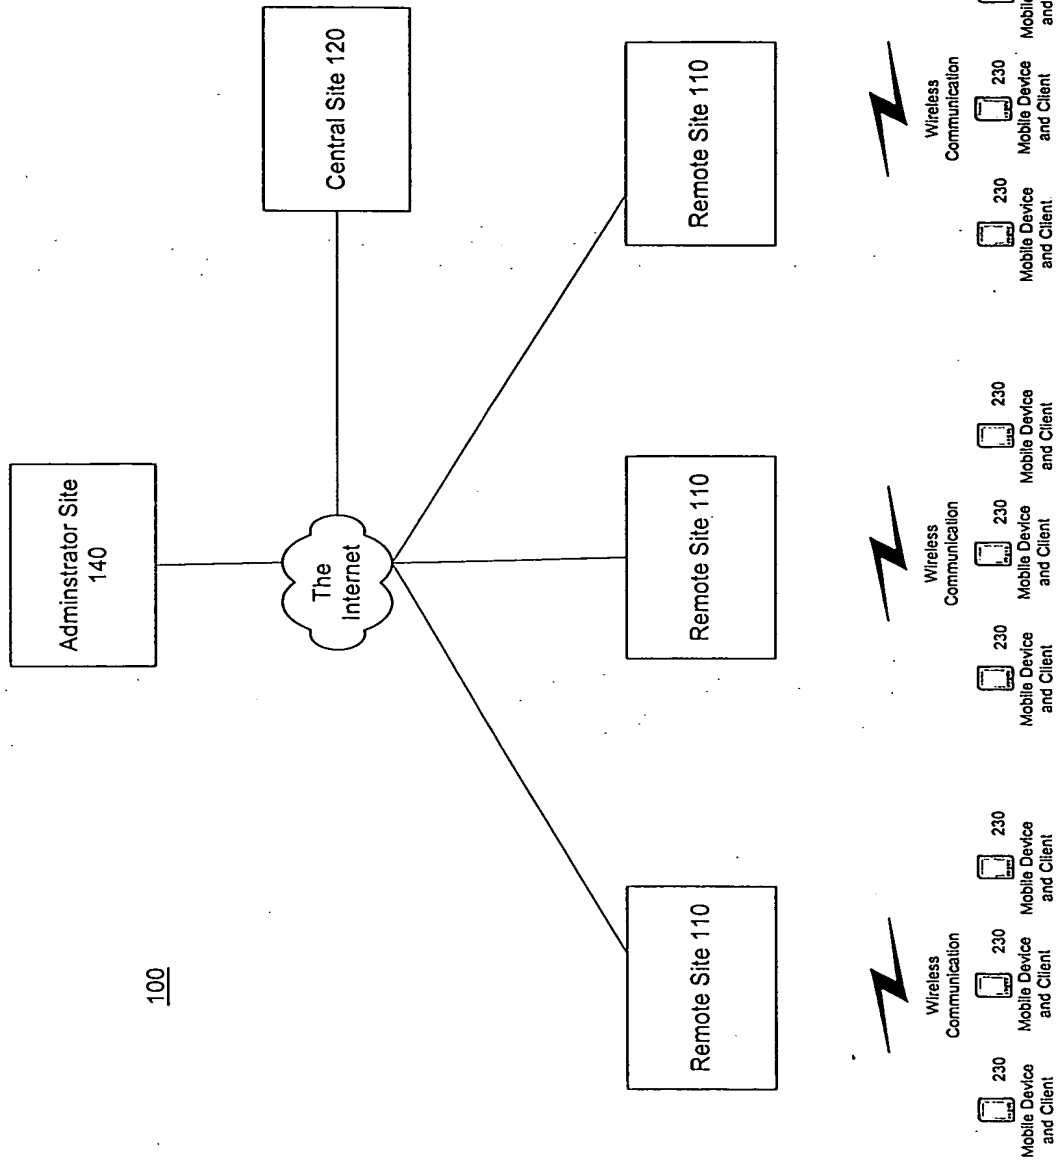 Adminstrator Site
140
100
The
Internet
Central Site 120
Remote Site 110
Remote Site 110
Remote Site 110
Wireless
Communication
Wireless
Communication
Wireless
Communication
230
Mobile Device
and Client
230
Mobile Device
and Client
230
Mobile Device
and Client
230
Mobile Device
and Client
230
Mobile Device
and Client
230
Mobile Device
and Client
230
Mobile Device
and Client
230
Mobile Device
and Client
Mobile
and